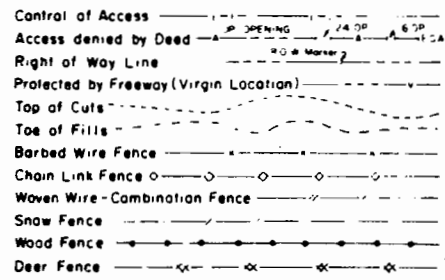 Control of Access
OPENING
Access denied by Deed
R.O.W. Marker
Right of Way Line
Protected by Freeway (Virgin Location)
Top of Cuts
Toe of Fills
Barbed Wire Fence
Chain Link Fence
Woven Wire-Combination Fence
Snow Fence
Wood Fence
Deer Fence